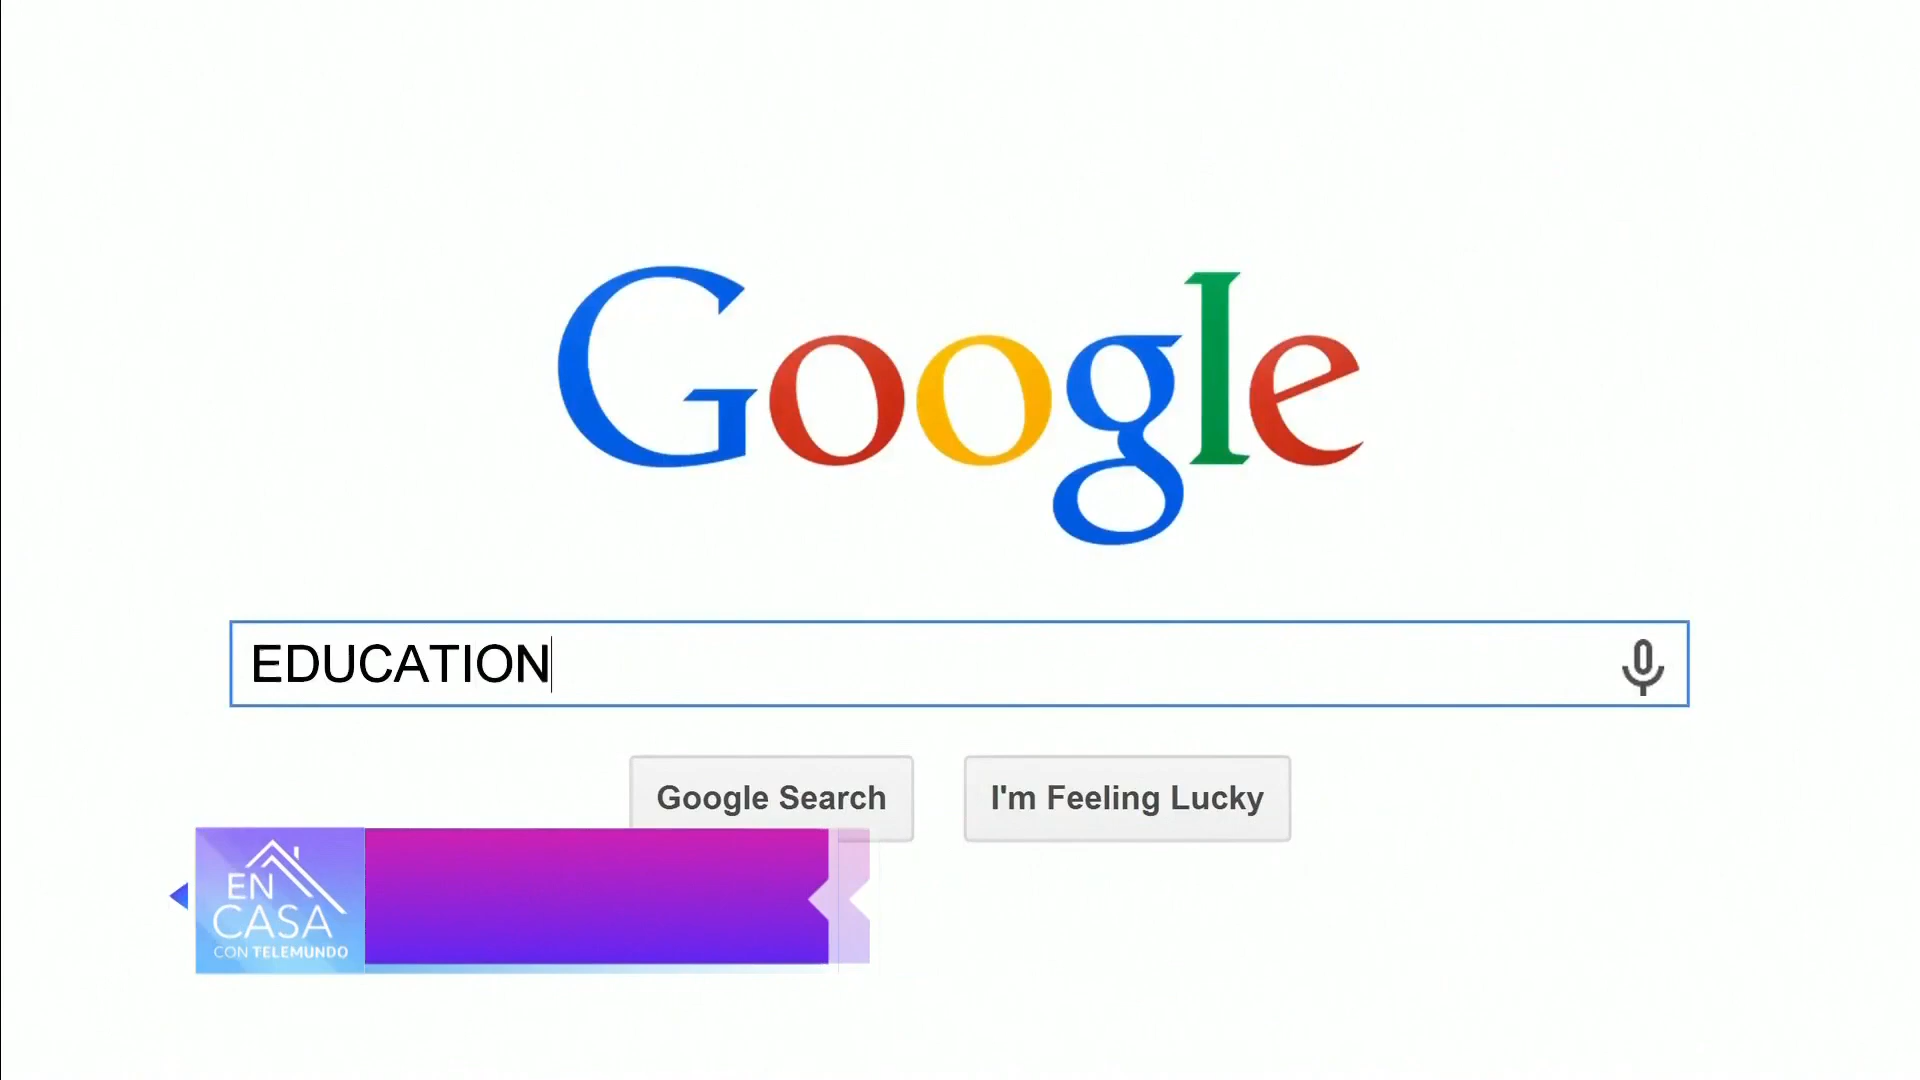 Google
EDUCATION
Google Search
I'm Feeling Lucky
EN
CASA
CON TELEMUNDO